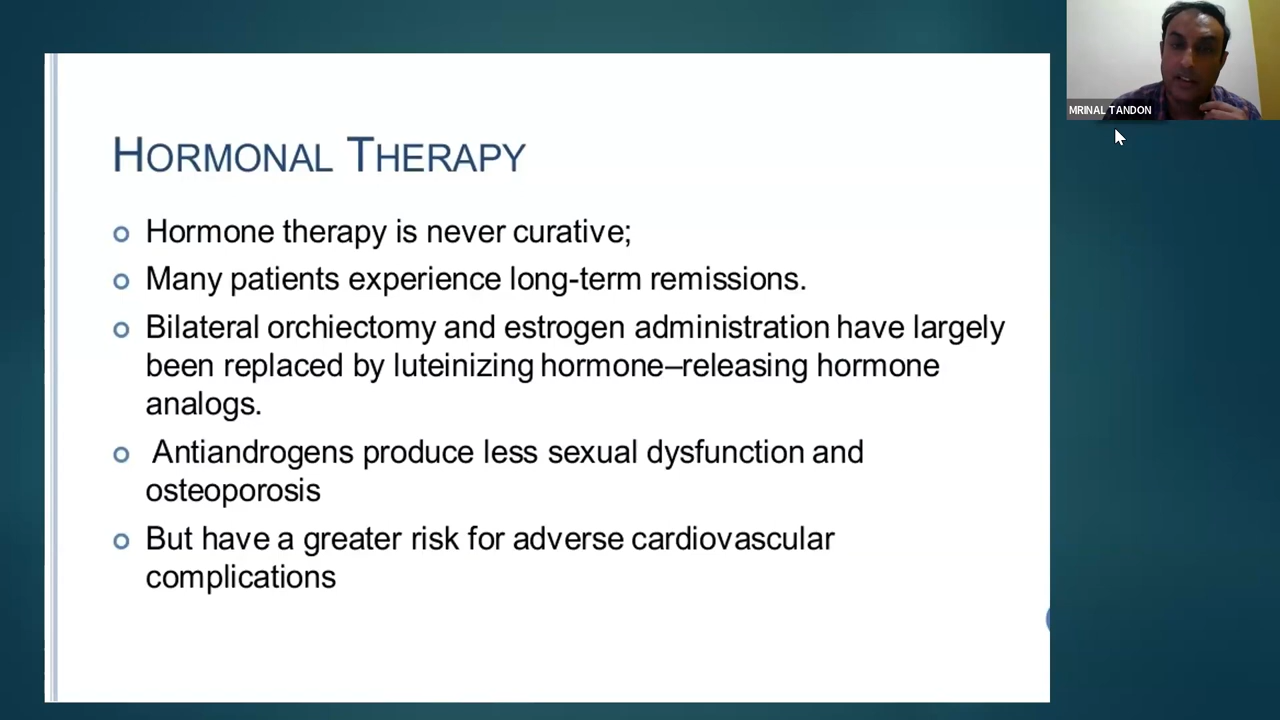 MRINAL TANDON
HORMONAL THERAPY
Hormone therapy is never curative;
Many patients experience long-term remissions.
Bilateral orchiectomy and estrogen administration have largely
been replaced by luteinizing hormone–releasing hormone
analogs.
Antiandrogens produce less sexual dysfunction and
osteoporosis
But have a greater risk for adverse cardiovascular
complications